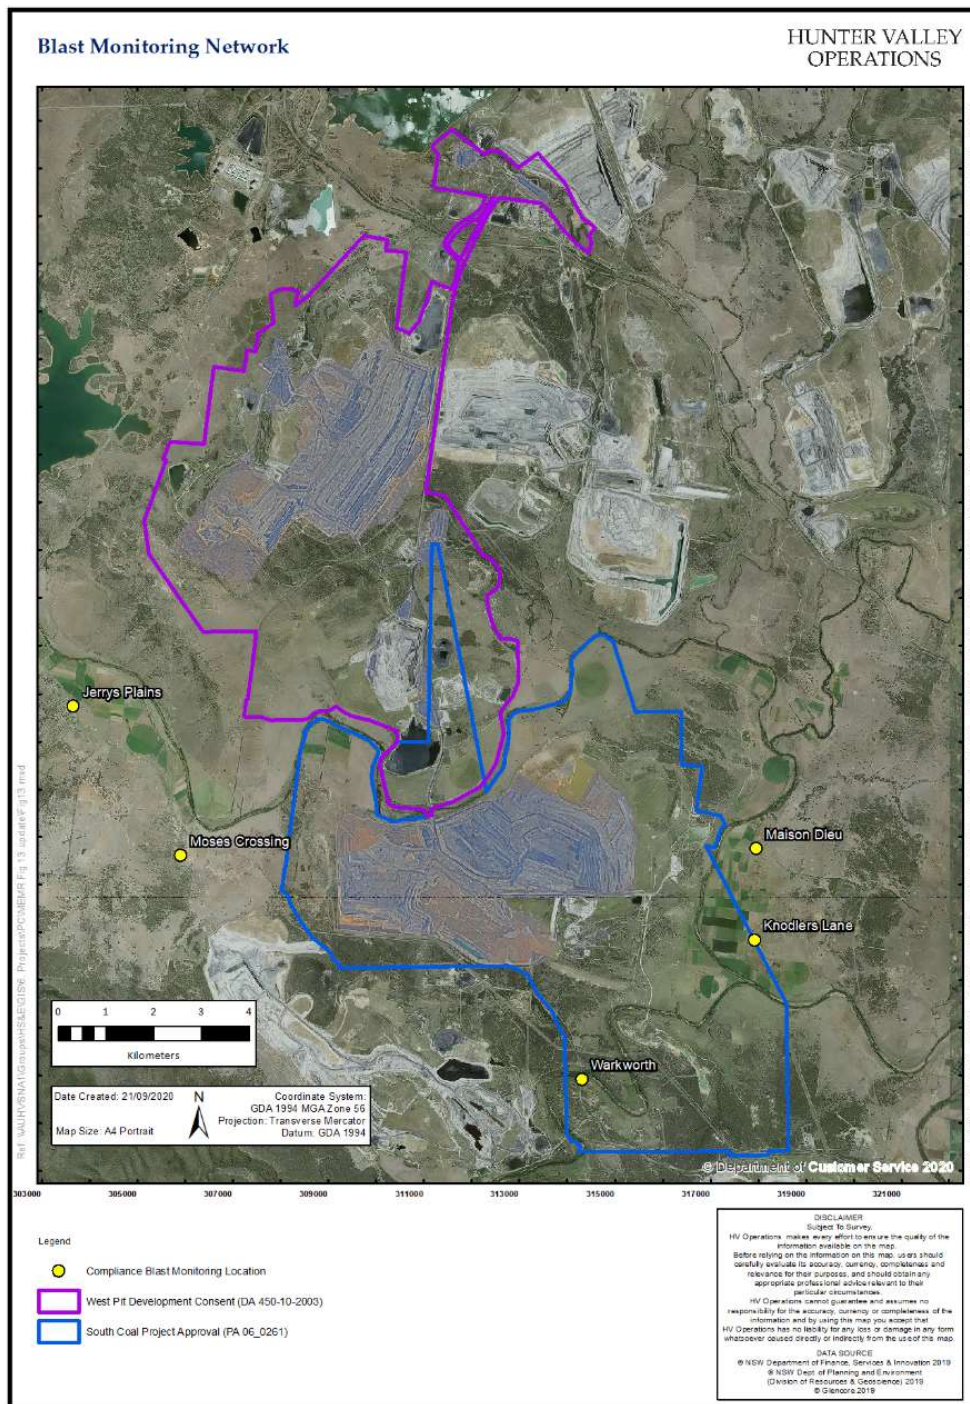 Blast Monitoring Network
HUNTER VALLEY
OPERATIONS
Jerrys Plains
Moses Crossing
Maison Dieu
Knodlers Lane
Warkworth
0 1 2 3 4
Kilometers
Date Created: 21/09/2020
Map Size: A4 Portrait
N
Coordinate System:
GDA 1994 MGA Zone 56
Projection: Transverse Mercator
Datum: GDA 1994
© Department of Customer Service 2020
303000 305000 307000 309000 311000 313000 315000 317000 319000 321000
Legend
Compliance Blast Monitoring Location
West Pit Development Consent (DA 450-10-2003)
South Coal Project Approval (PA 06_0261)
DISCLAIMER
Subject To Survey.
HV Operations makes every effort to ensure the quality of the
information available on this map.
Before relying on the information on this map, users should
carefully evaluate its accuracy, currency, completeness and
relevance for their purposes, and should obtain any
appropriate professional advice relevant to their
particular circumstances.
HV Operations cannot guarantee and assumes no
responsibility for the accuracy, currency or completeness of the
information and by using this map you accept that
HV Operations has no liability for any loss or damage in any form
whatsoever caused directly or indirectly from the use of this map.
DATA SOURCE
© NSW Department of Finance, Services & Innovation 2019
© NSW Dept. of Planning and Environment
(Division of Resources & Geoscience) 2019
© Glencore 2019